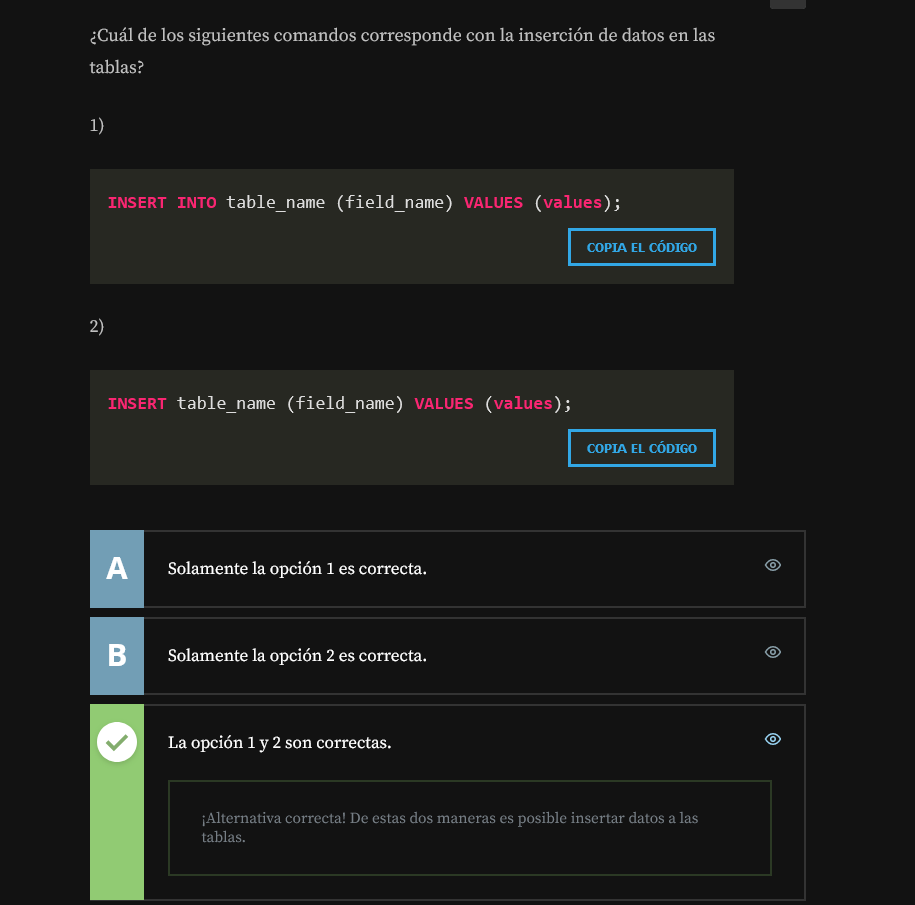 ¿Cuál de los siguientes comandos corresponde con la inserción de datos en las
tablas?
1)
INSERT INTO table_name (field_name) VALUES (values);
COPIA EL CÓDIGO
2)
INSERT table_name (field_name) VALUES (values);
COPIA EL CÓDIGO
A
Solamente la opción 1 es correcta.
B
Solamente la opción 2 es correcta.
La opción 1 y 2 son correctas.
¡Alternativa correcta! De estas dos maneras es posible insertar datos a las
tablas.